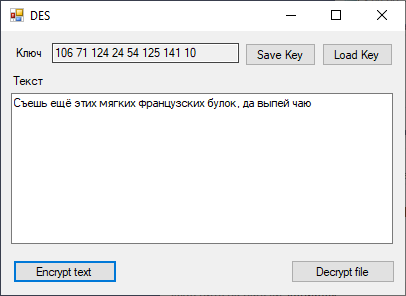 DES
Ключ 106 71 124 24 54 125 141 10 Save Key Load Key
Текст
Съешь ещё этих мягких французских булок, да выпей чаю
Encrypt text Decrypt file